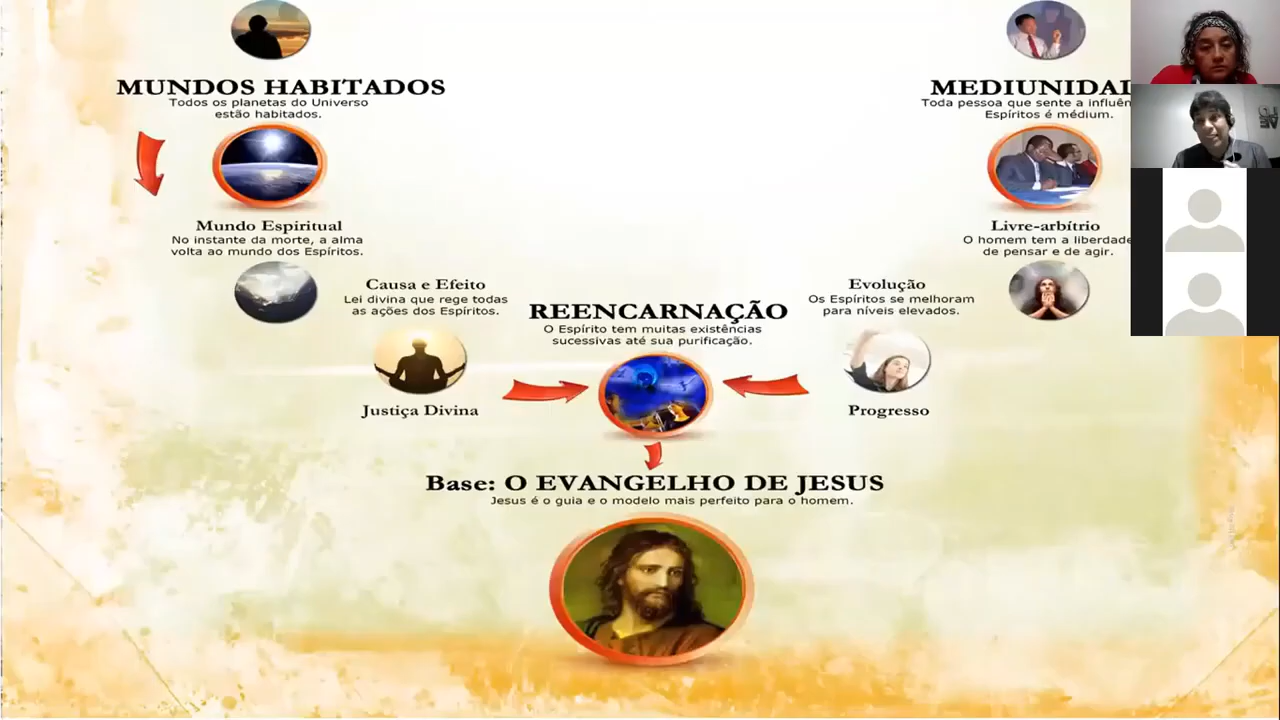 MUNDOS HABITADOS
Todos os planetas do Universo
estão habitados.
Mundo Espiritual
No instante da morte, a alma
volta ao mundo dos Espíritos.
Causa e Efeito
Lei divina que rege todas
as ações dos Espíritos.
Justiça Divina
REENCARNAÇÃO
O Espírito tem muitas existências
sucessivas até sua purificação.
Evolução
Os Espíritos se melhoram
para níveis elevados.
Progresso
MEDIUNIDA
Toda pessoa que sente a influên
Espíritos é médium.
Livre-arbítrio
O homem tem a liberdade
de pensar e de agir.
Base: O EVANGELHO DE JESUS
Jesus é o guia e o modelo mais perfeito para o homem.